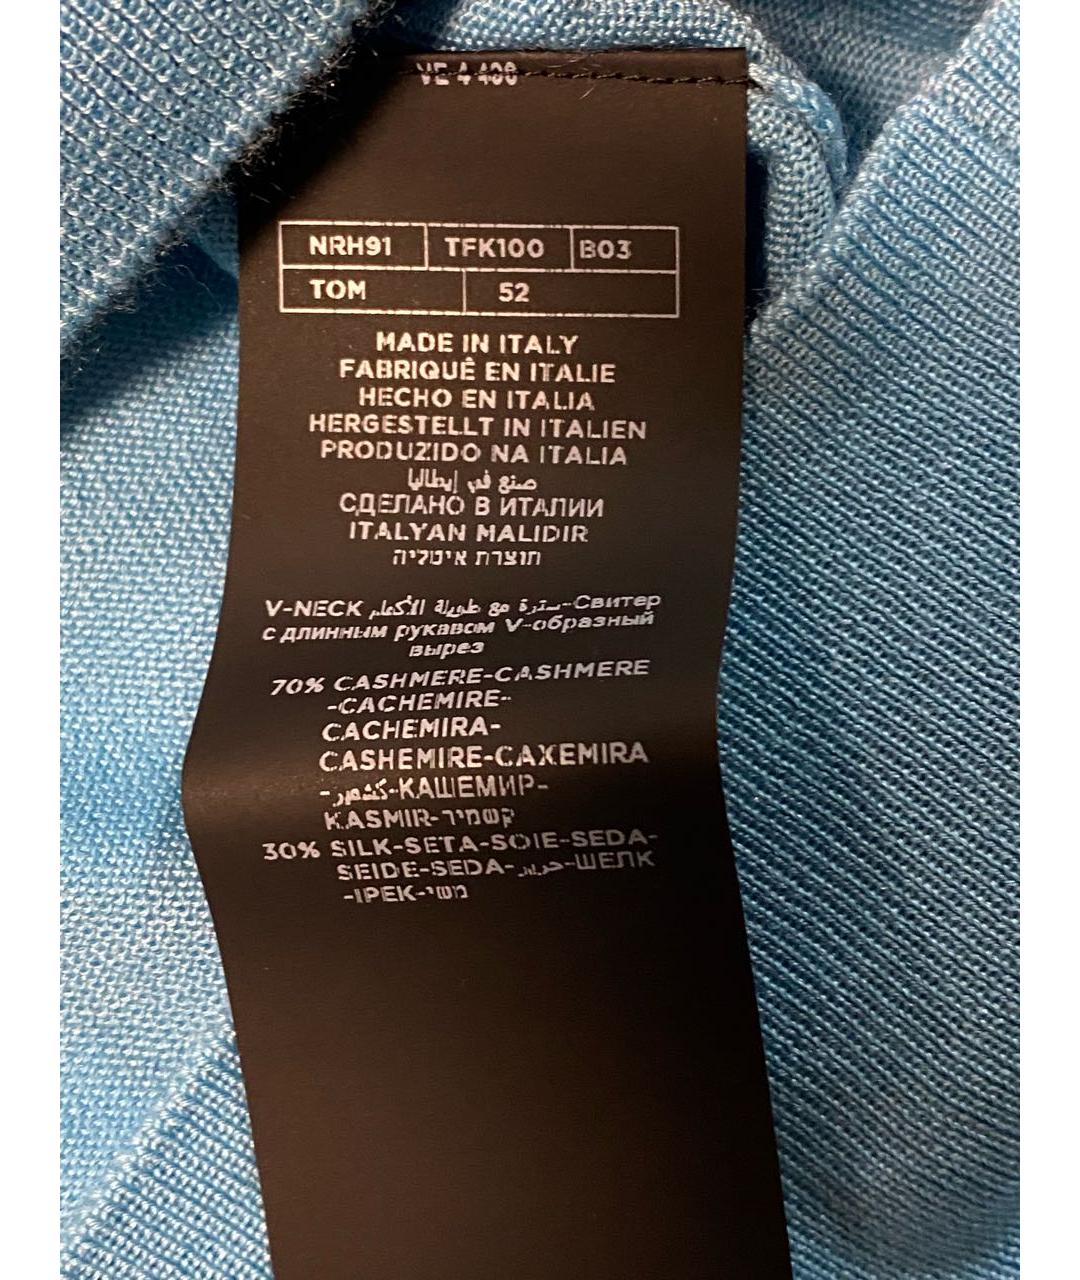 VE 4 400
NRH91 TFK100 B03
TOM 52
MADE IN ITALY
FABRIQUÊ EN ITALIE
HECHO EN ITALIA
HERGESTELLT IN ITALIEN
PRODUZIDO NA ITALIA
صنع في إيطاليا
СДЕЛАНО В ИТАЛИИ
ITALYAN MALIDIR
תוצרת איטליה
V-NECK سترة مع طويلة الأكمام-Свитер
с длинным рукавом V-образный
вырез
70% CASHMERE-CASHMERE
-CACHEMIRE-
CACHEMIRA-
CASHEMIRE-CAXEMIRA
-كشمير-КАШЕМИР-
KASMIR-קשמיר
30% SILK-SETA-SOIE-SEDA-
SEIDE-SEDA-حرير-ШЕЛК
-IPEK-משי